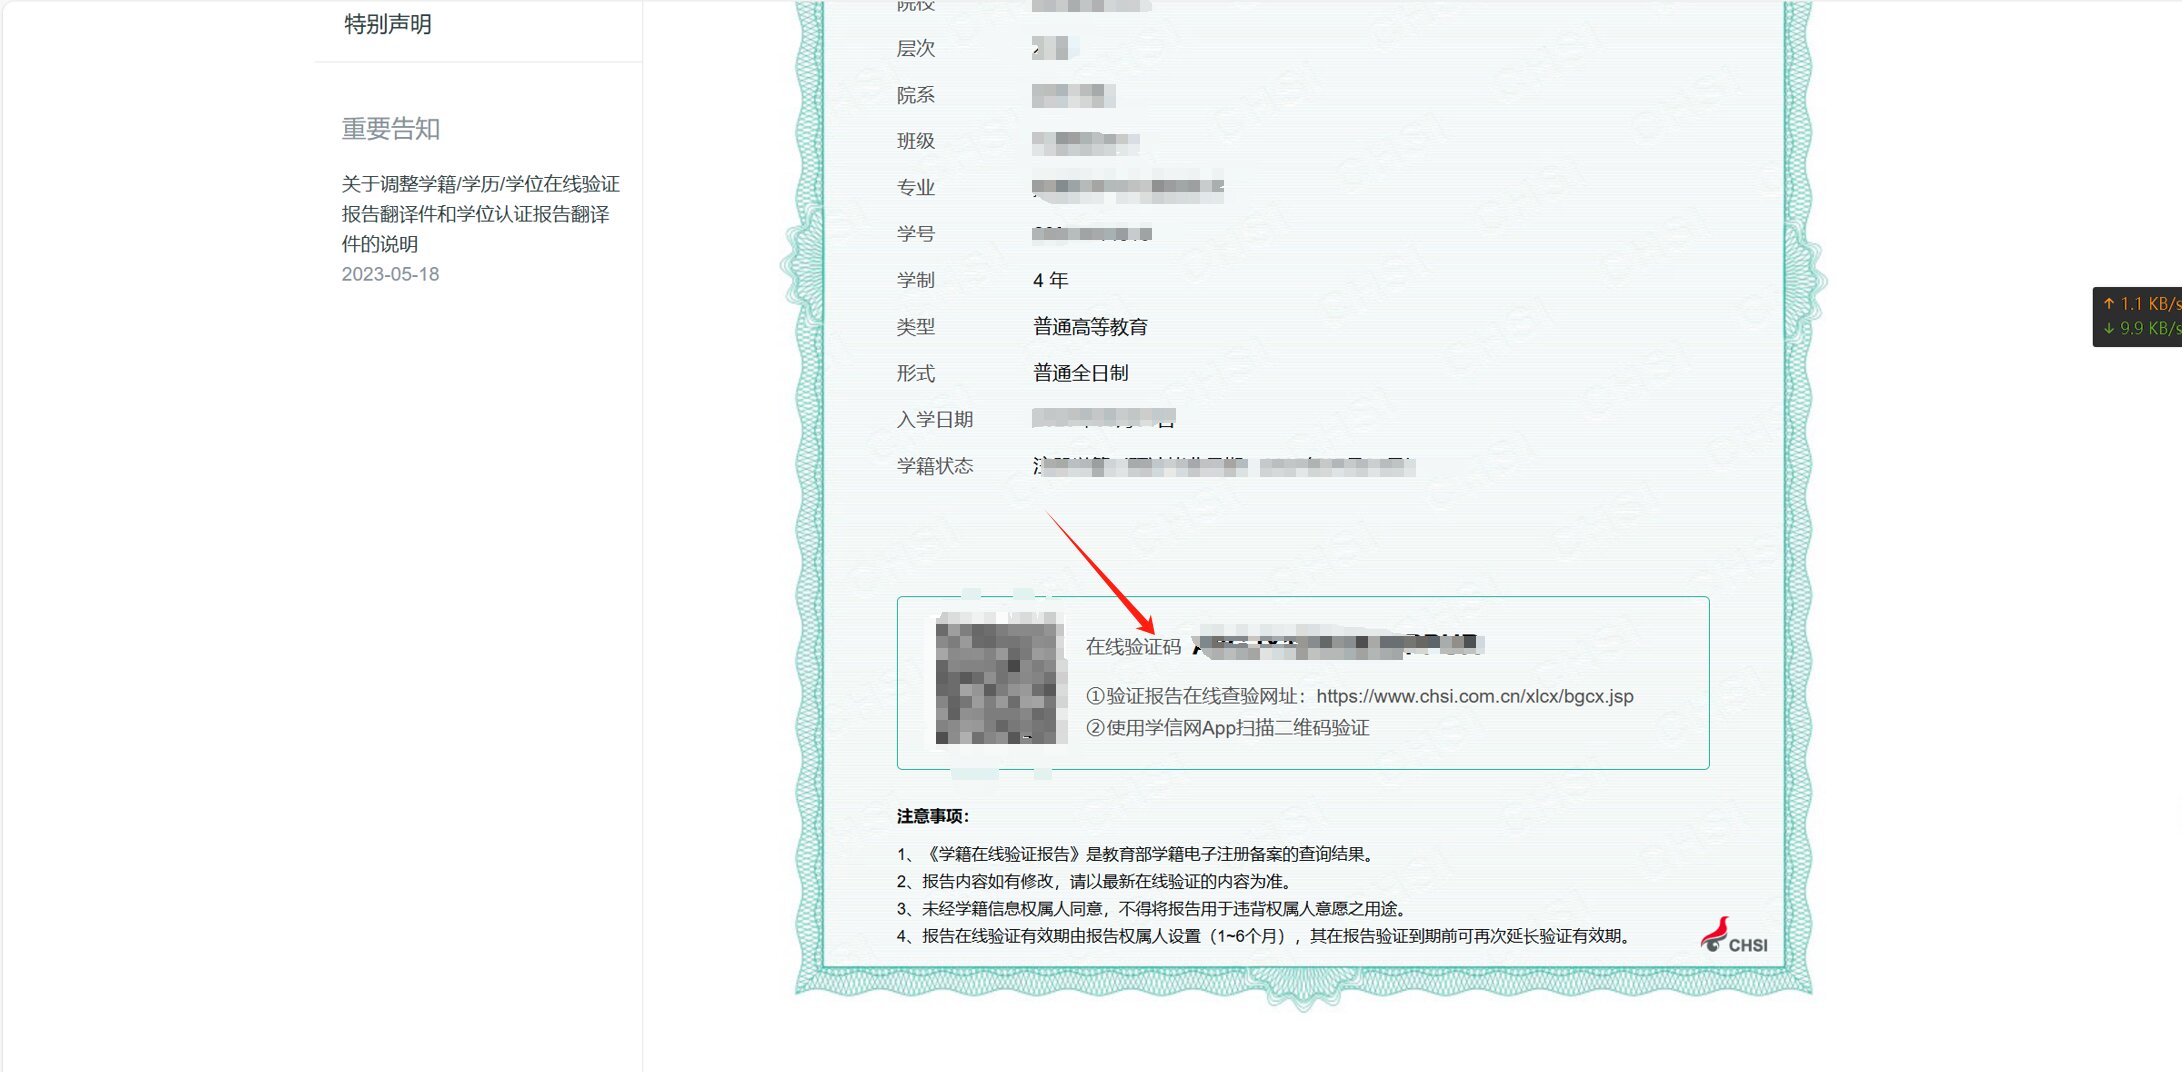 特别声明
重要告知
关于调整学籍/学历/学位在线验证
报告翻译件和学位认证报告翻译
件的说明
2023-05-18
院校
层次
院系
班级
专业
学号
学制 4 年
类型 普通高等教育
形式 普通全日制
入学日期
学籍状态
在线验证码
①验证报告在线查验网址：https://www.chsi.com.cn/xlcx/bgcx.jsp
②使用学信网App扫描二维码验证
注意事项：
1、《学籍在线验证报告》是教育部学籍电子注册备案的查询结果。
2、报告内容如有修改，请以最新在线验证的内容为准。
3、未经学籍信息权属人同意，不得将报告用于违背权属人意愿之用途。
4、报告在线验证有效期由报告权属人设置（1~6个月），其在报告验证到期前可再次延长验证有效期。
CHSI
↑ 1.1 KB/s
↓ 9.9 KB/s